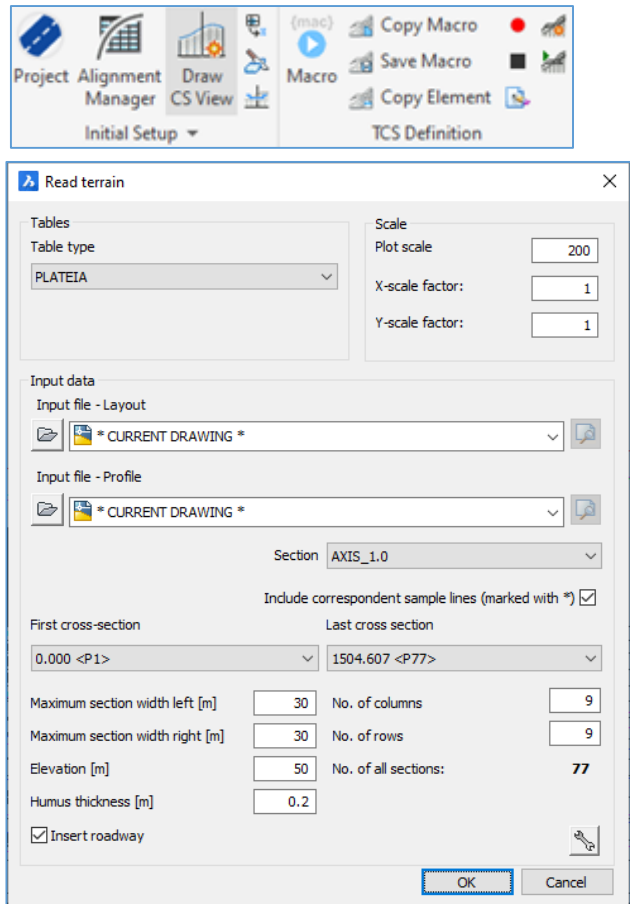 {mac}
Copy Macro
Save Macro
Copy Element
Project Alignment Manager Draw CS View Macro
Initial Setup
TCS Definition
Read terrain
Tables
Table type
PLATEIA
Scale
Plot scale 200
X-scale factor: 1
Y-scale factor: 1
Input data
Input file - Layout
* CURRENT DRAWING *
Input file - Profile
* CURRENT DRAWING *
Section AXIS_1.0
Include correspondent sample lines (marked with *)
First cross-section Last cross section
0.000 <P1> 1504.607 <P77>
Maximum section width left [m] 30 No. of columns 9
Maximum section width right [m] 30 No. of rows 9
Elevation [m] 50 No. of all sections: 77
Humus thickness [m] 0.2
Insert roadway
OK Cancel